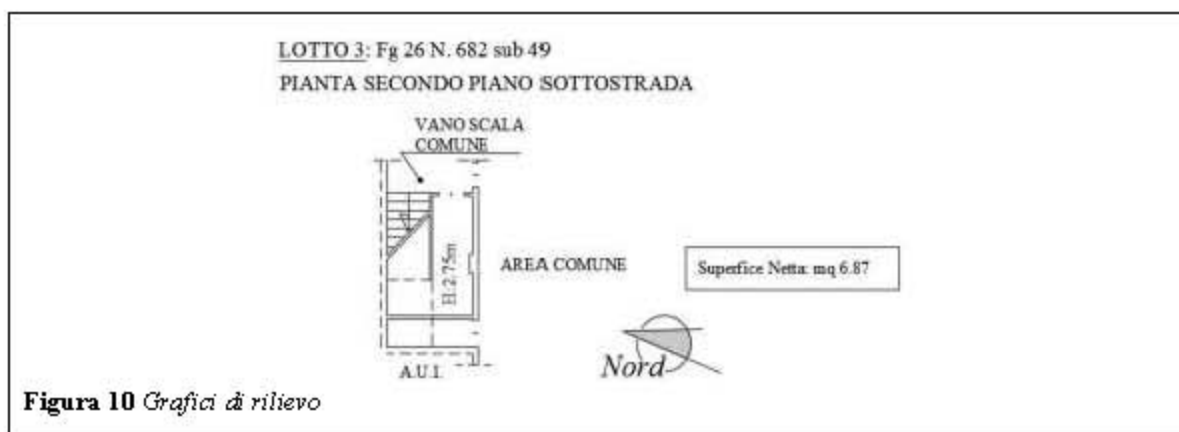 LOTTO 3: Fg 26 N. 682 sub 49
PIANTA SECONDO PIANO SOTTOSTRADA
VANO SCALA
COMUNE
H:2.75m
AREA COMUNE
Superfice Netta: mq 6.87
A.U.I.
Nord
Figura 10 Grafici di rilievo